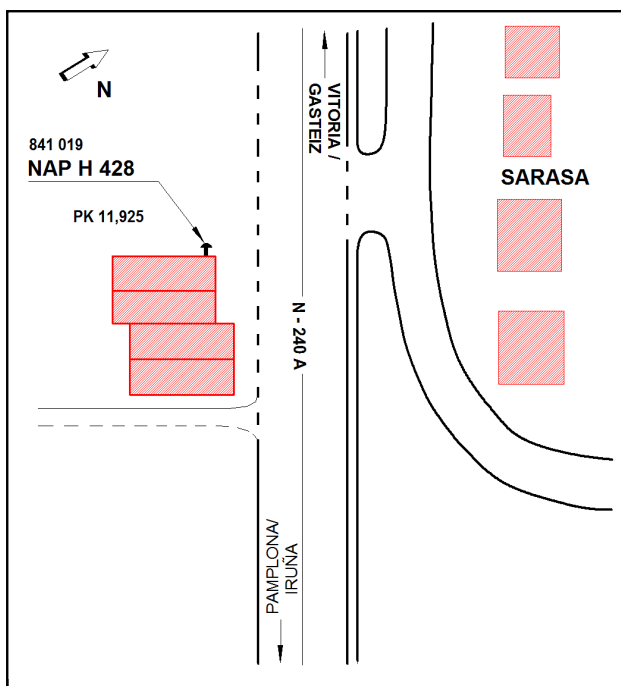 N
VITORIA /
GASTEIZ
841 019
NAP H 428
PK 11,925
SARASA
N - 240 A
PAMPLONA/
IRUÑA